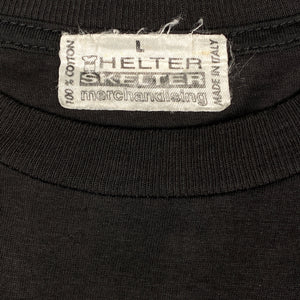 L
HELTER
SKELTER
merchandising
100% COTTON
MADE IN ITALY